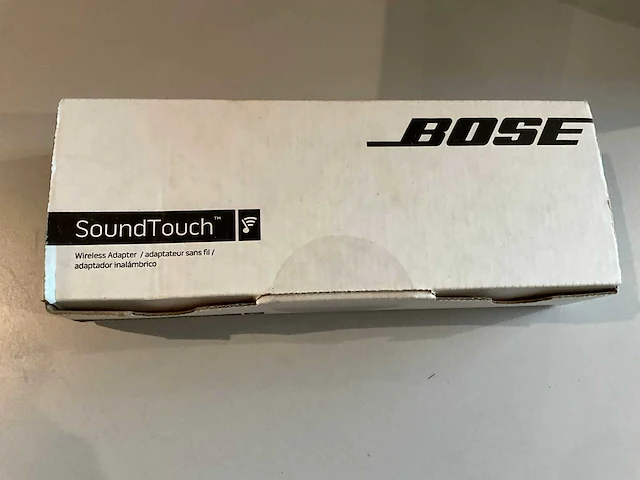 BOSE
SoundTouch™
Wireless Adapter / adaptateur sans fil /
adaptador inalámbrico